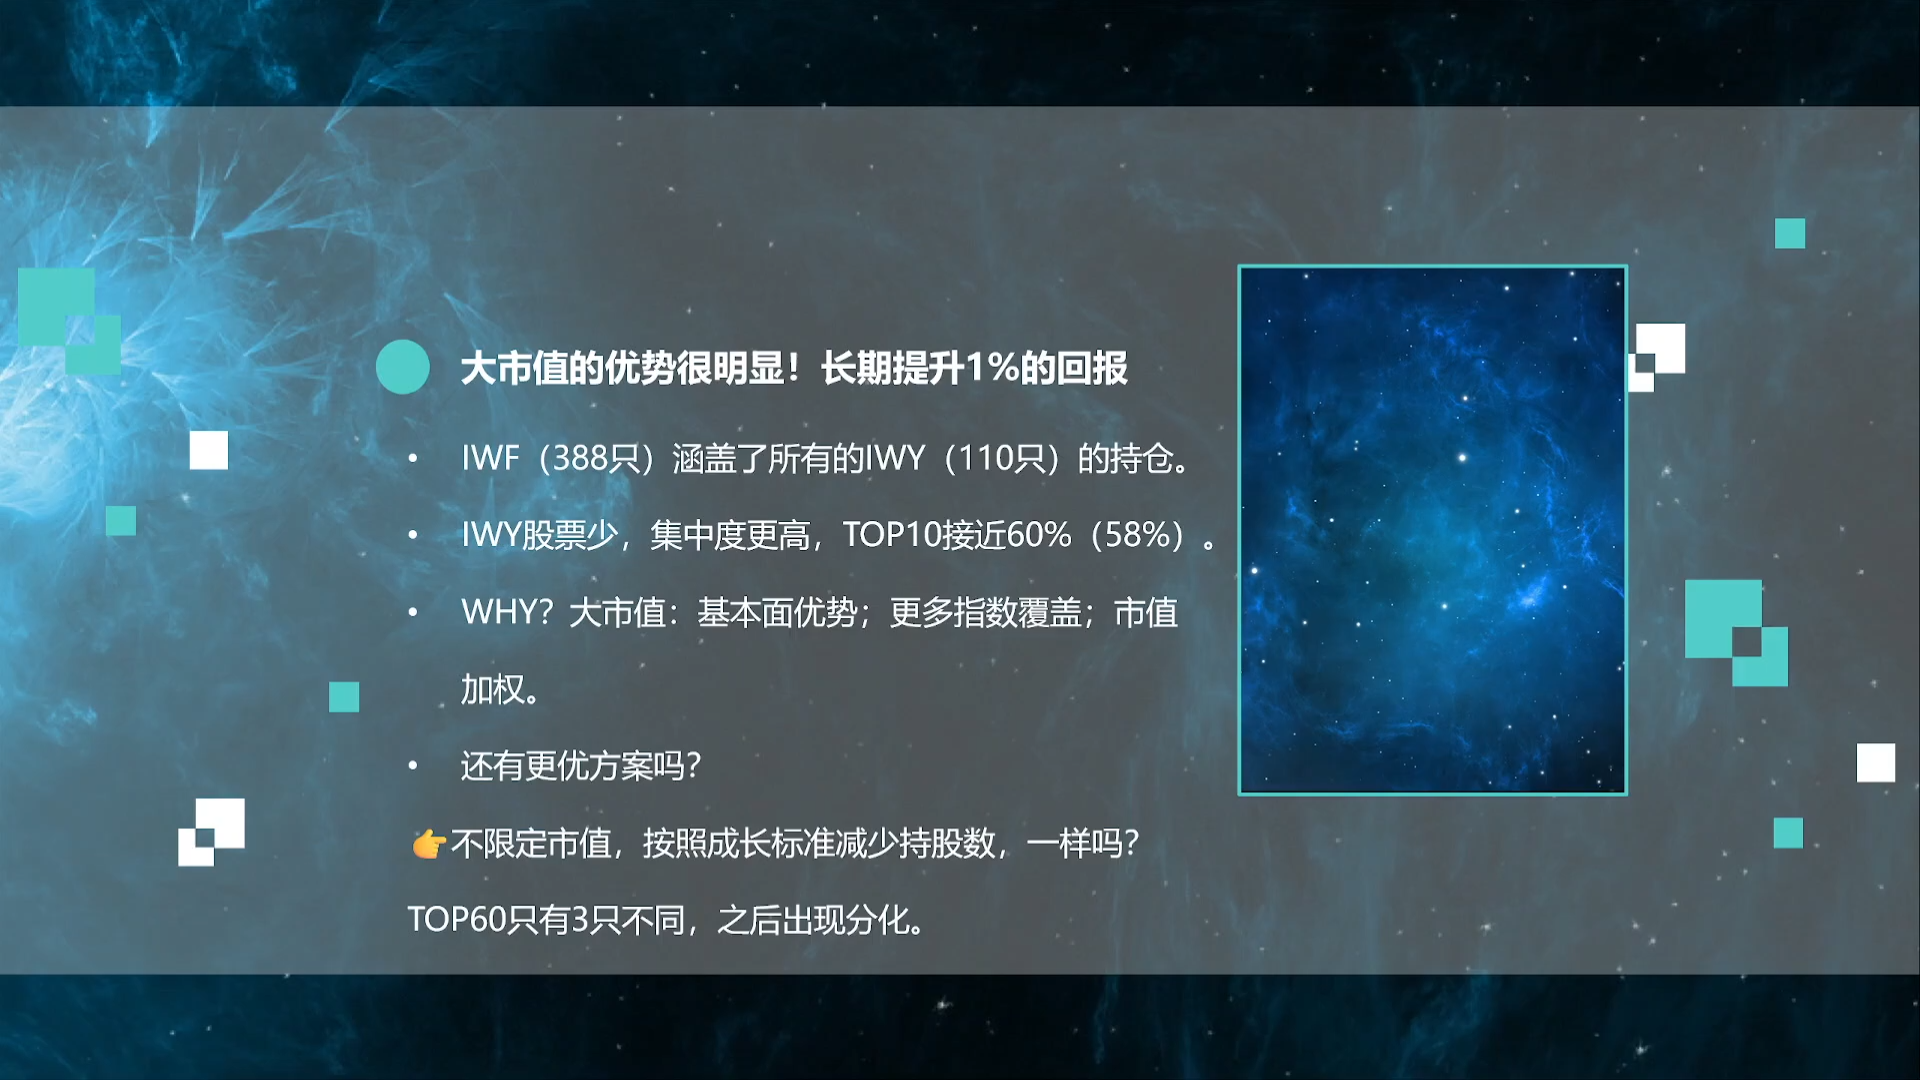 大市值的优势很明显！长期提升1%的回报
• IWF（388只）涵盖了所有的IWY（110只）的持仓。
• IWY股票少，集中度更高，TOP10接近60%（58%）。
• WHY？大市值：基本面优势；更多指数覆盖；市值
加权。
• 还有更优方案吗？
👉不限定市值，按照成长标准减少持股数，一样吗？
TOP60只有3只不同，之后出现分化。